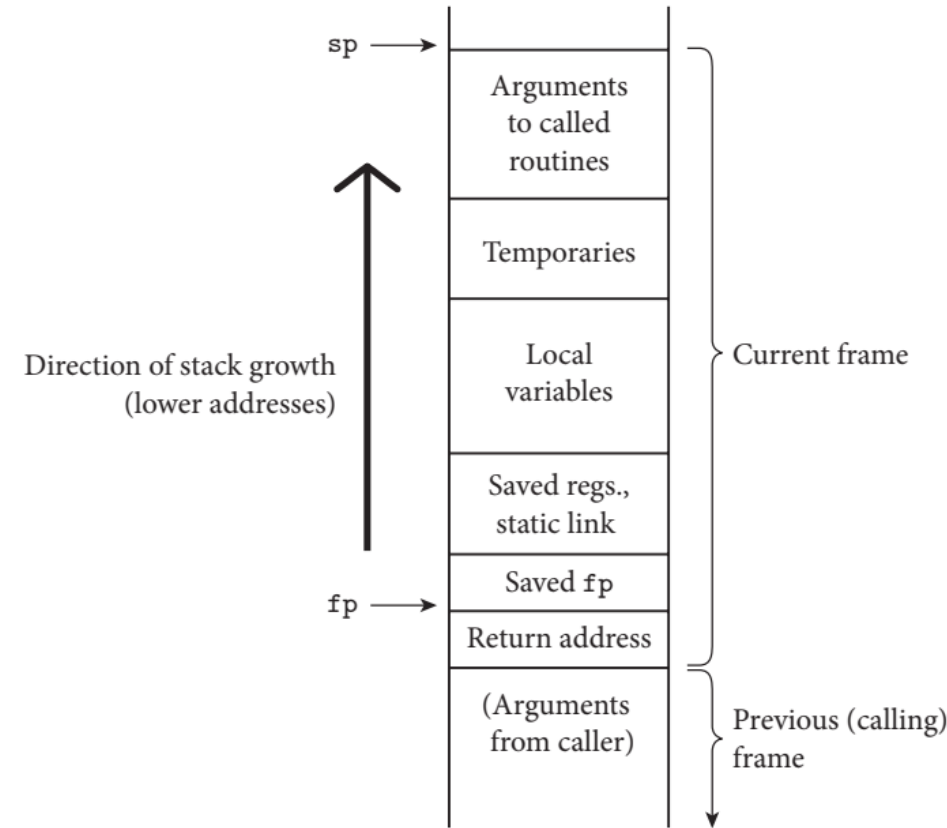 sp
Arguments
to called
routines
Temporaries
Direction of stack growth
(lower addresses)
Local
variables
Current frame
Saved regs.,
static link
Saved fp
fp
Return address
(Arguments
from caller)
Previous (calling)
frame